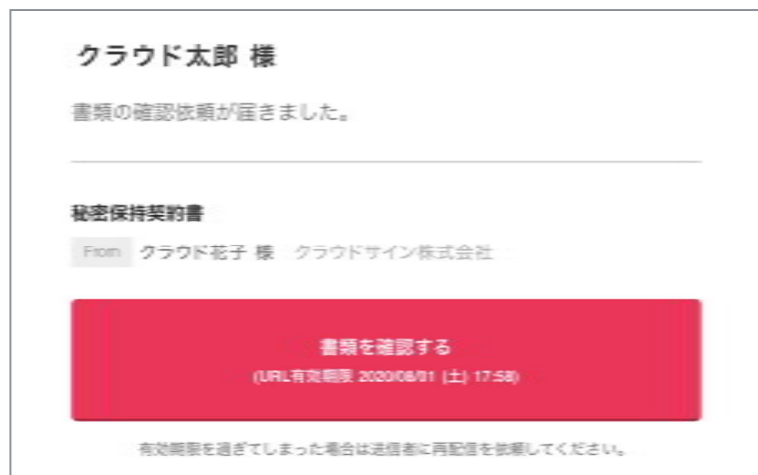 クラウド太郎 様
書類の確認依頼が届きました。
秘密保持契約書
From クラウド花子 様 クラウドサイン株式会社
書類を確認する
(URL有効期限 2020/08/01 (土) 17:58)
有効期限を過ぎてしまった場合は送信者に再配信を依頼してください。